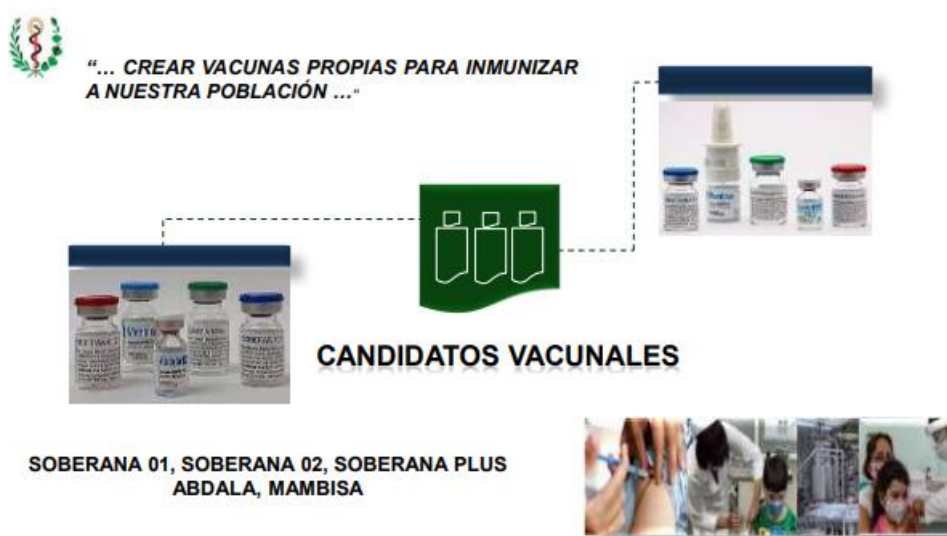 “... CREAR VACUNAS PROPIAS PARA INMUNIZAR
A NUESTRA POBLACIÓN ...“
CANDIDATOS VACUNALES
SOBERANA 01, SOBERANA 02, SOBERANA PLUS
ABDALA, MAMBISA